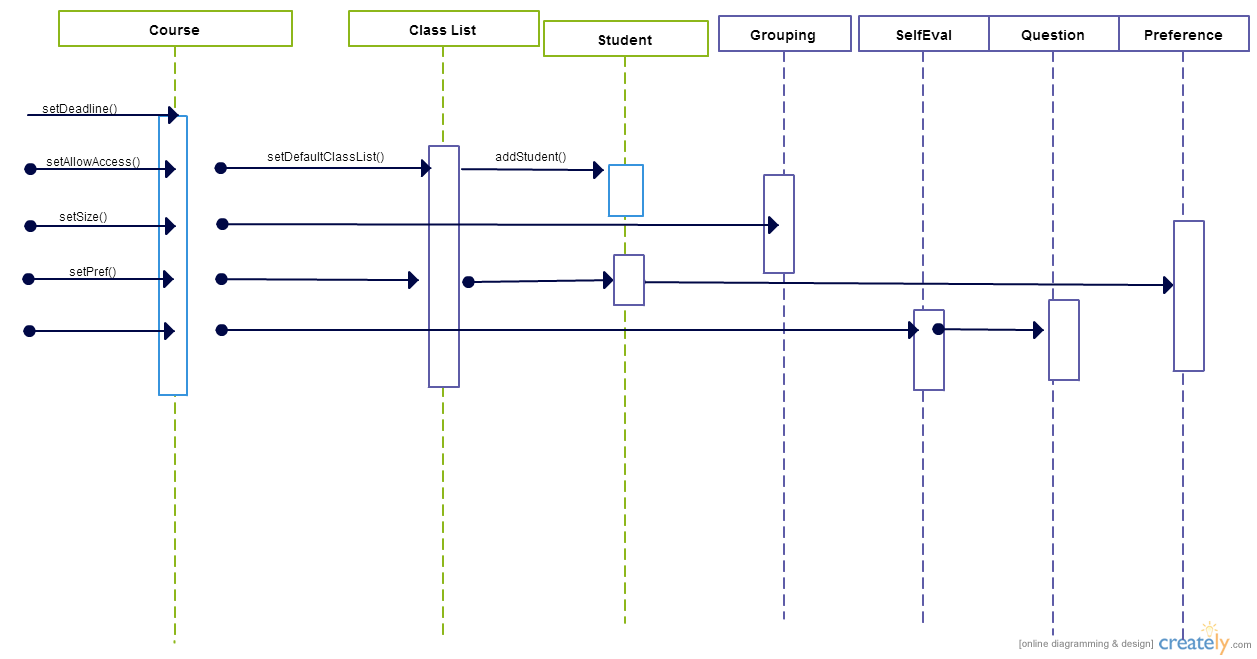 Course
Class List
Student
Grouping
SelfEval
Question
Preference
setDeadline()
setAllowAccess()
setDefaultClassList()
addStudent()
setSize()
setPref()
[online diagramming & design] creately.com